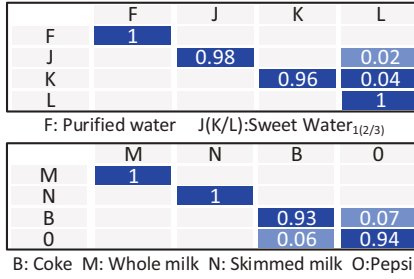 F J K L
F 1
J 0.98 0.02
K 0.96 0.04
L 1
F: Purified water J(K/L):Sweet Water1(2/3)
M N B 0
M 1
N 1
B 0.93 0.07
0 0.06 0.94
B: Coke M: Whole milk N: Skimmed milk O:Pepsi